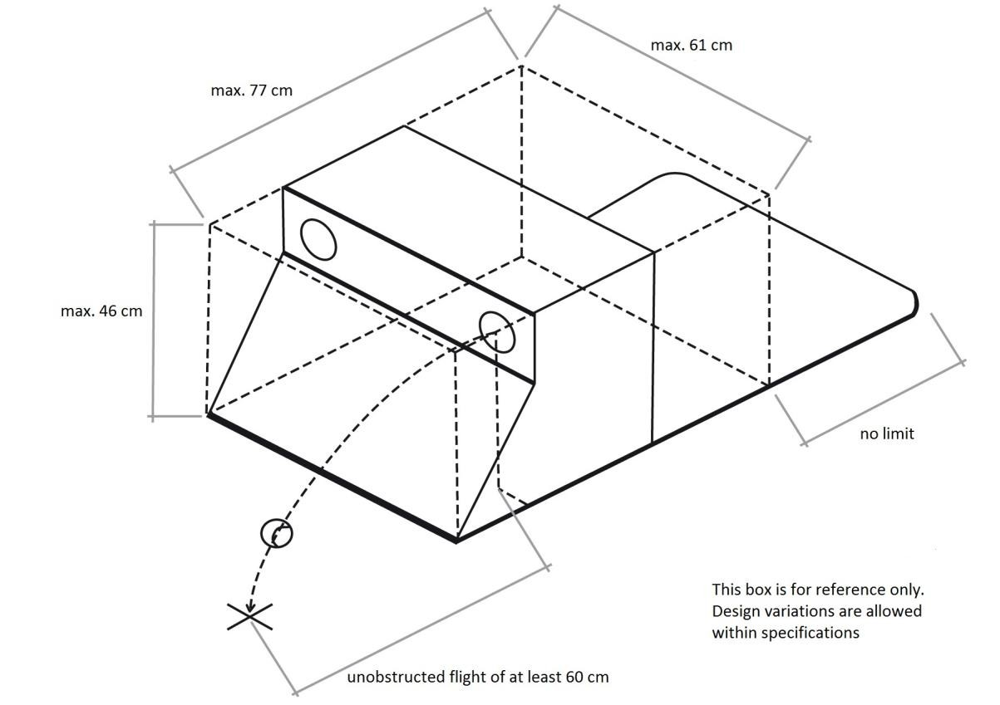 max. 61 cm
max. 77 cm
max. 46 cm
no limit
This box is for reference only.
Design variations are allowed
within specifications
unobstructed flight of at least 60 cm